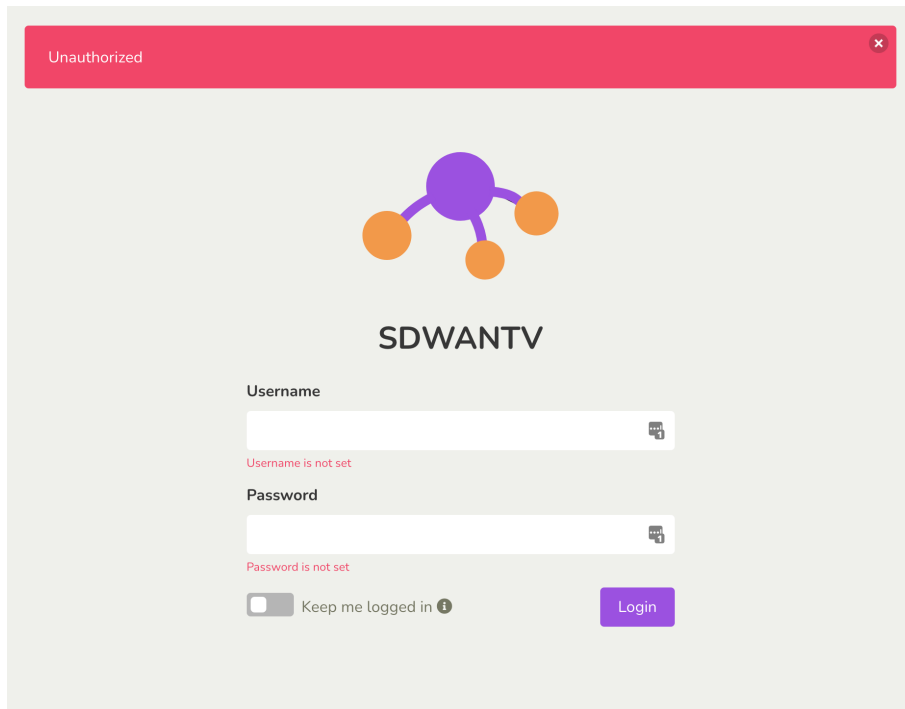 Unauthorized
SDWANTV
Username
Username is not set
Password
Password is not set
Keep me logged in
Login